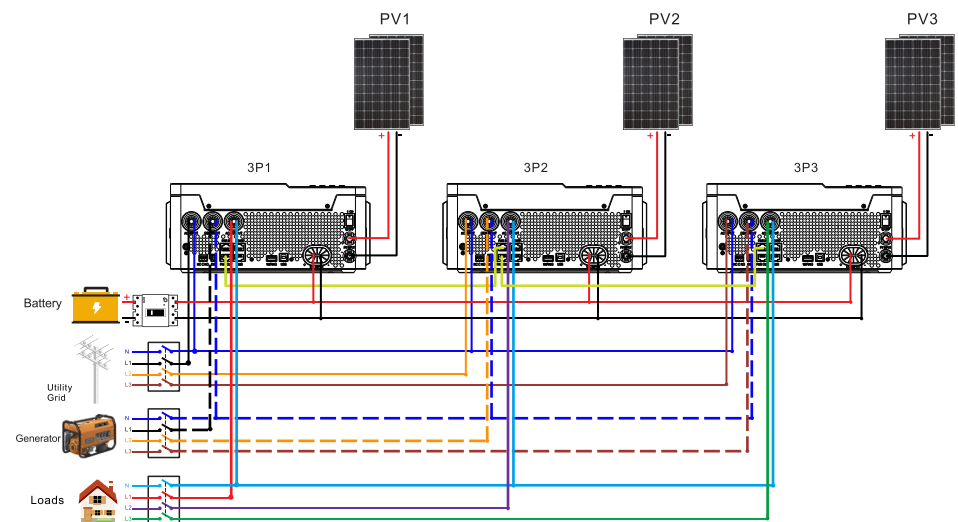 PV1
PV2
PV3
+ -
+ -
+ -
3P1
3P2
3P3
Battery
+
-
Utility
Grid
N
L1
L2
L3
Generator
N
L1
L2
L3
Loads
N
L1
L2
L3